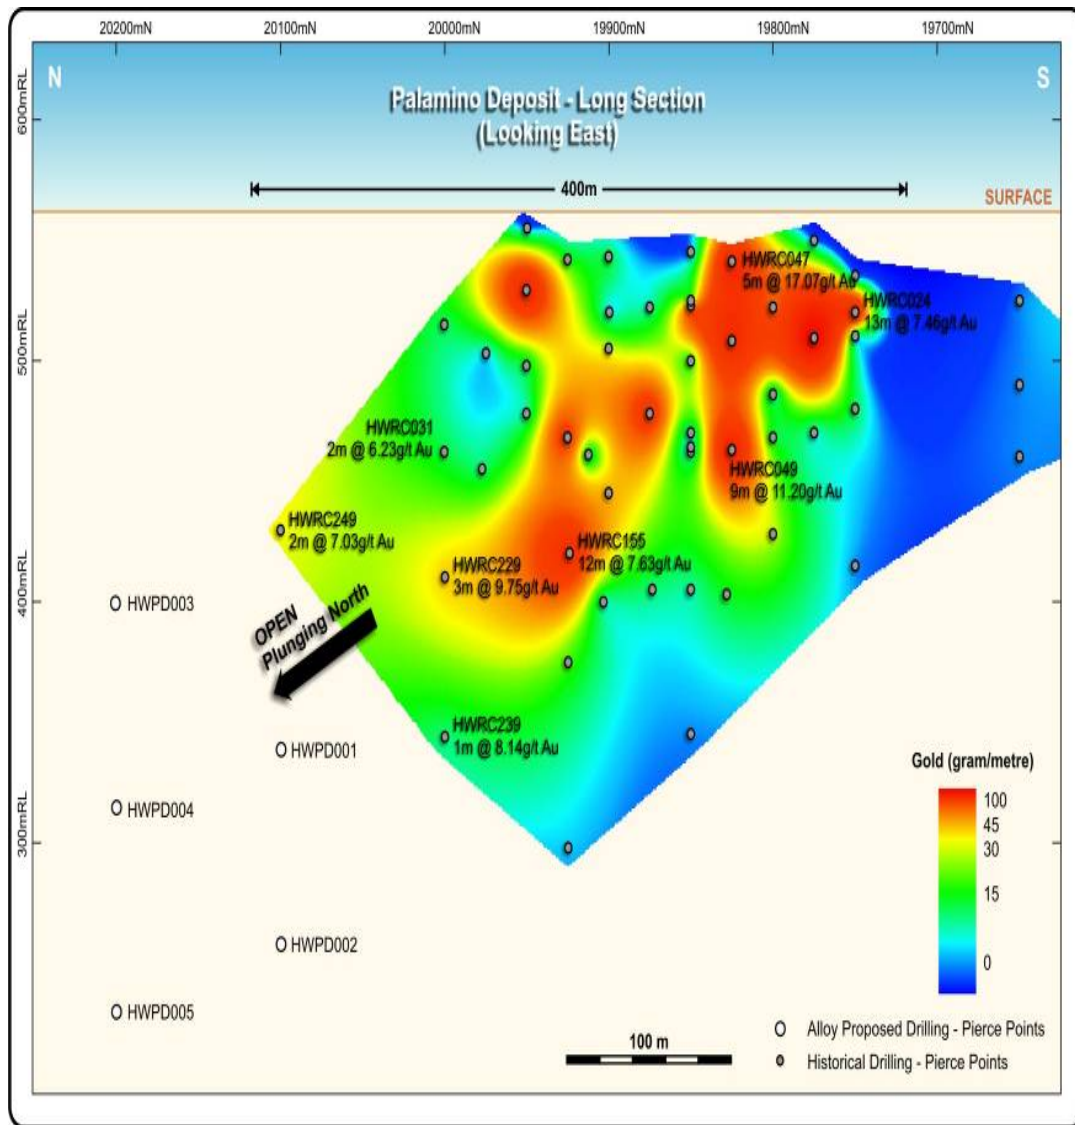 20200mN 20100mN 20000mN 19900mN 19800mN 19700mN
N
S
Palamino Deposit - Long Section
(Looking East)
600mRL
400m
SURFACE
HWRC047
5m @ 17.07g/t Au
HWRC024
13m @ 7.46g/t Au
500mRL
HWRC031
2m @ 6.23g/t Au
HWRC049
9m @ 11.20g/t Au
HWRC249
2m @ 7.03g/t Au
HWRC155
12m @ 7.63g/t Au
HWRC229
3m @ 9.75g/t Au
400mRL
HWPD003
OPEN
Plunging North
HWRC239
1m @ 8.14g/t Au
HWPD001
HWPD004
300mRL
Gold (gram/metre)
100
45
30
15
0
HWPD002
HWPD005
100 m
Alloy Proposed Drilling - Pierce Points
Historical Drilling - Pierce Points